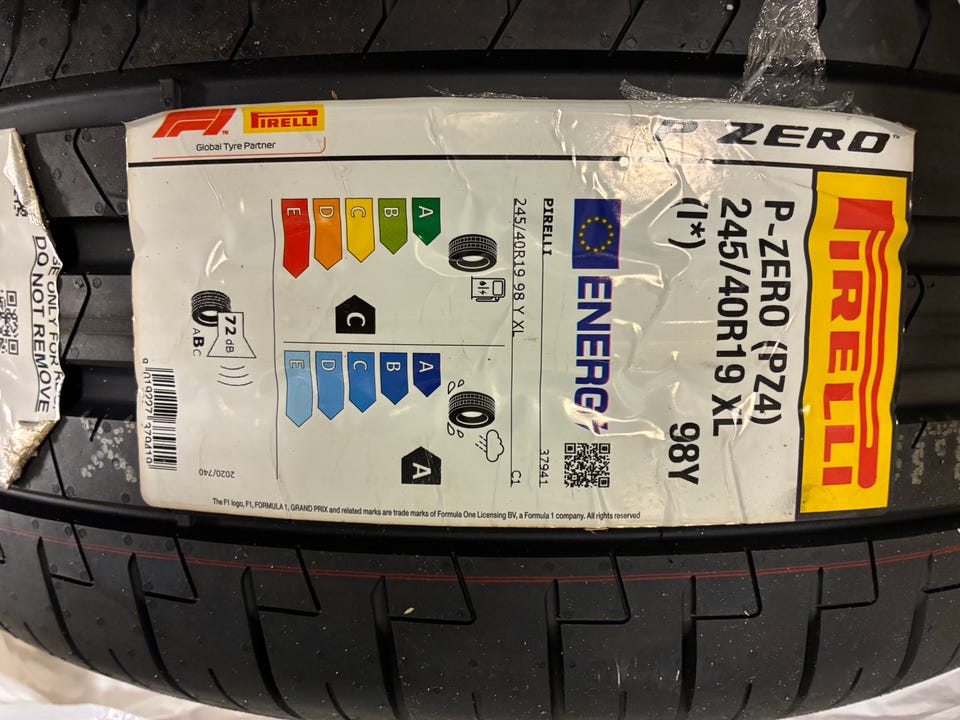 F1™ PIRELLI
Global Tyre Partner
P ZERO™
PIRELLI
P-ZERO (PZ4)
245/40R19 XL
(I*) 98Y
ENERG
PIRELLI 37941
245/40R19 98 Y XL C1
A
B
C
D
E
C
A
B
C
D
E
A
72 dB
ABC
2020/740
The F1 logo, F1, FORMULA 1, GRAND PRIX and related marks are trade marks of Formula One Licensing BV, a Formula 1 company. All rights reserved
DO NOT REMOVE